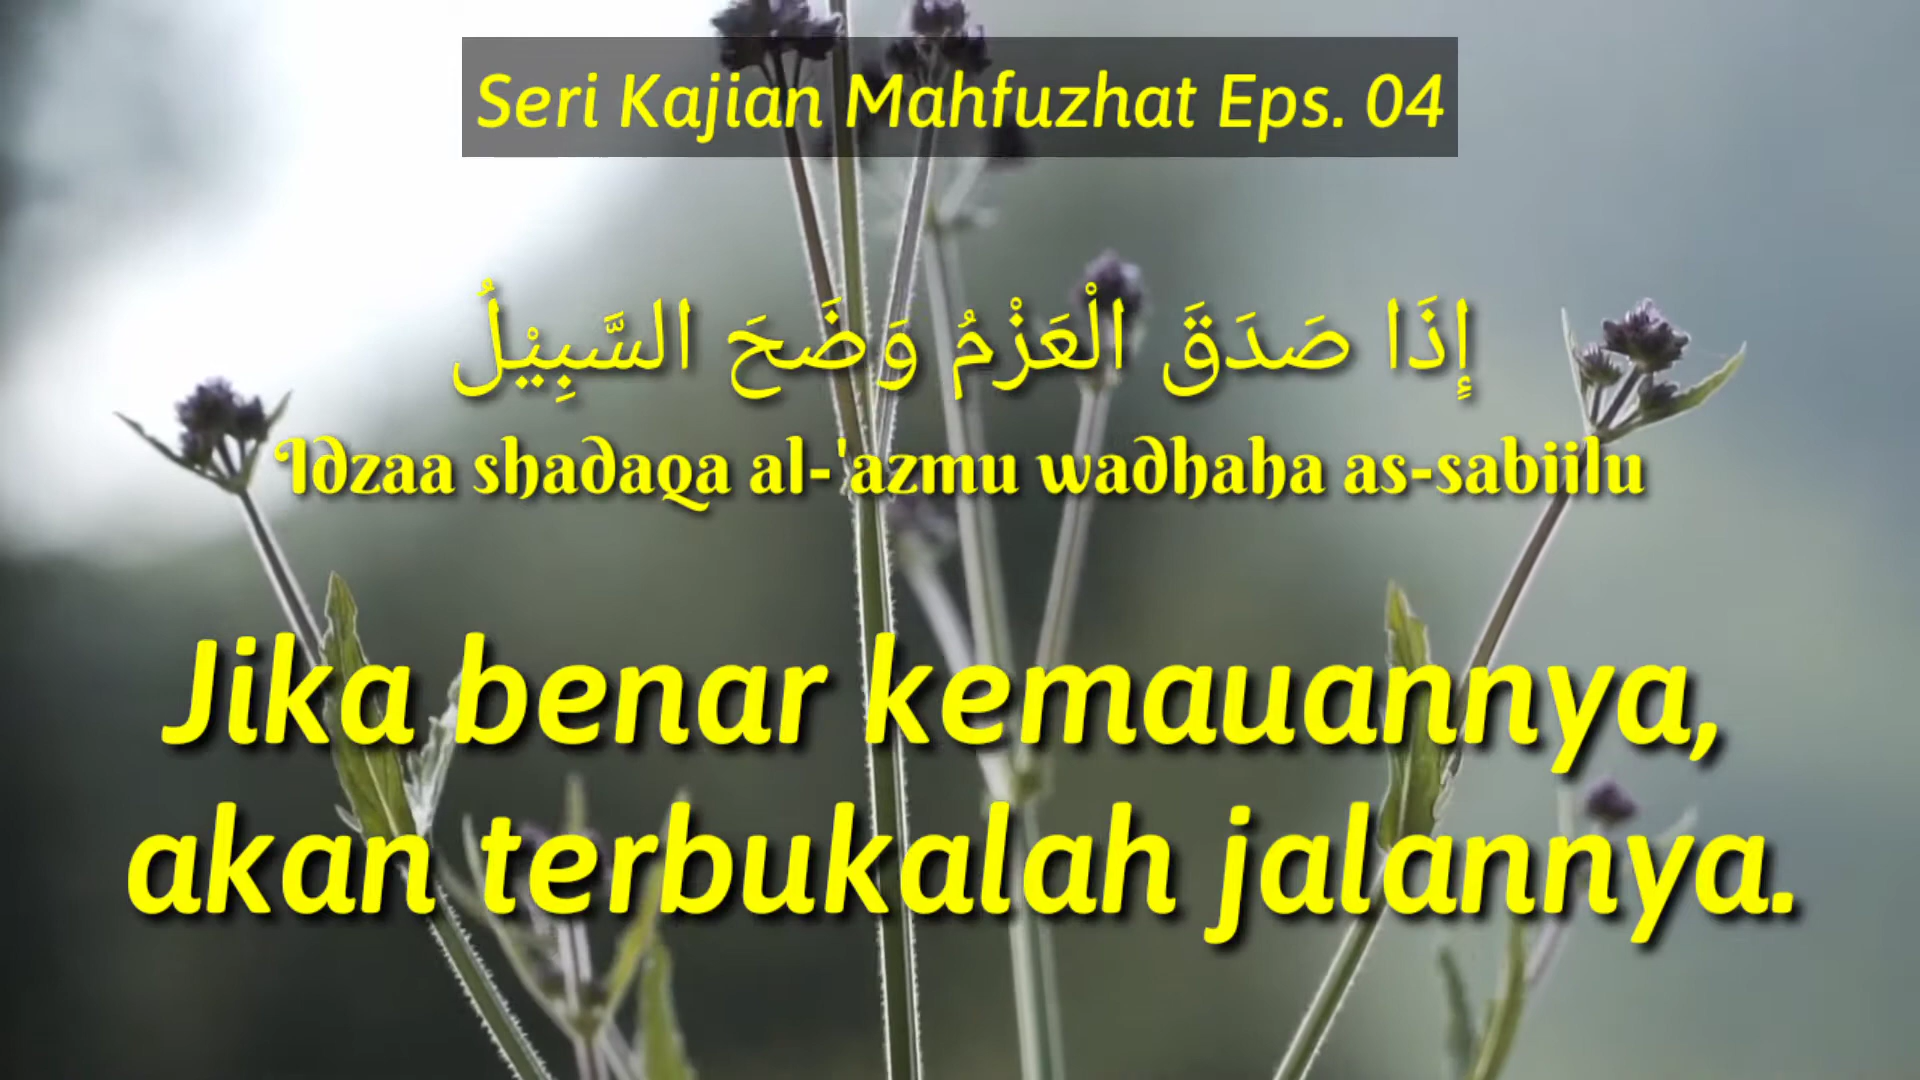 Seri Kajian Mahfuzhat Eps. 04
إِذَا صَدَقَ الْعَزْمُ وَضَحَ السَّبِيْلُ
Idzaa shadaqa al-'azmu wadhaha as-sabiilu
Jika benar kemauannya,
akan terbukalah jalannya.